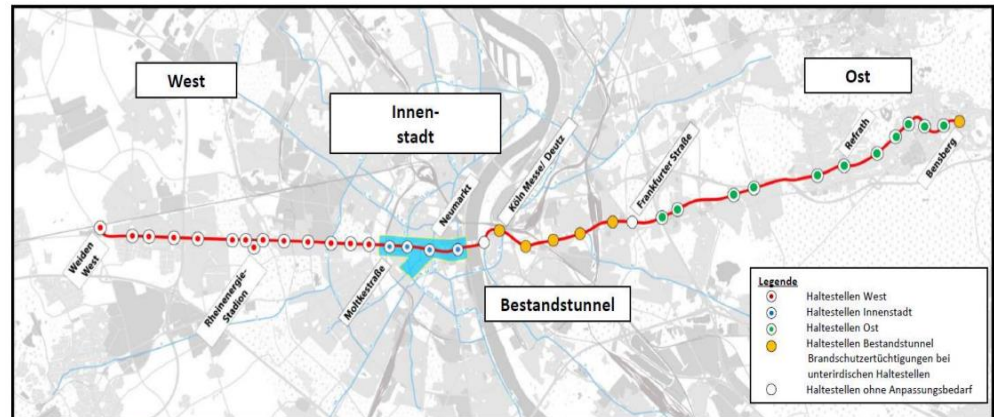 West
Innen-
stadt
Ost
Bestandstunnel
Weiden
West
Rheinenergie-
Stadion
Moltkestraße
Neumarkt
Köln Messe/ Deutz
Frankfurter Straße
Refrath
Bensberg
Legende
Haltestellen West
Haltestellen Innenstadt
Haltestellen Ost
Haltestellen Bestandstunnel
Brandschutzertüchtigungen bei
unterirdischen Haltestellen
Haltestellen ohne Anpassungsbedarf